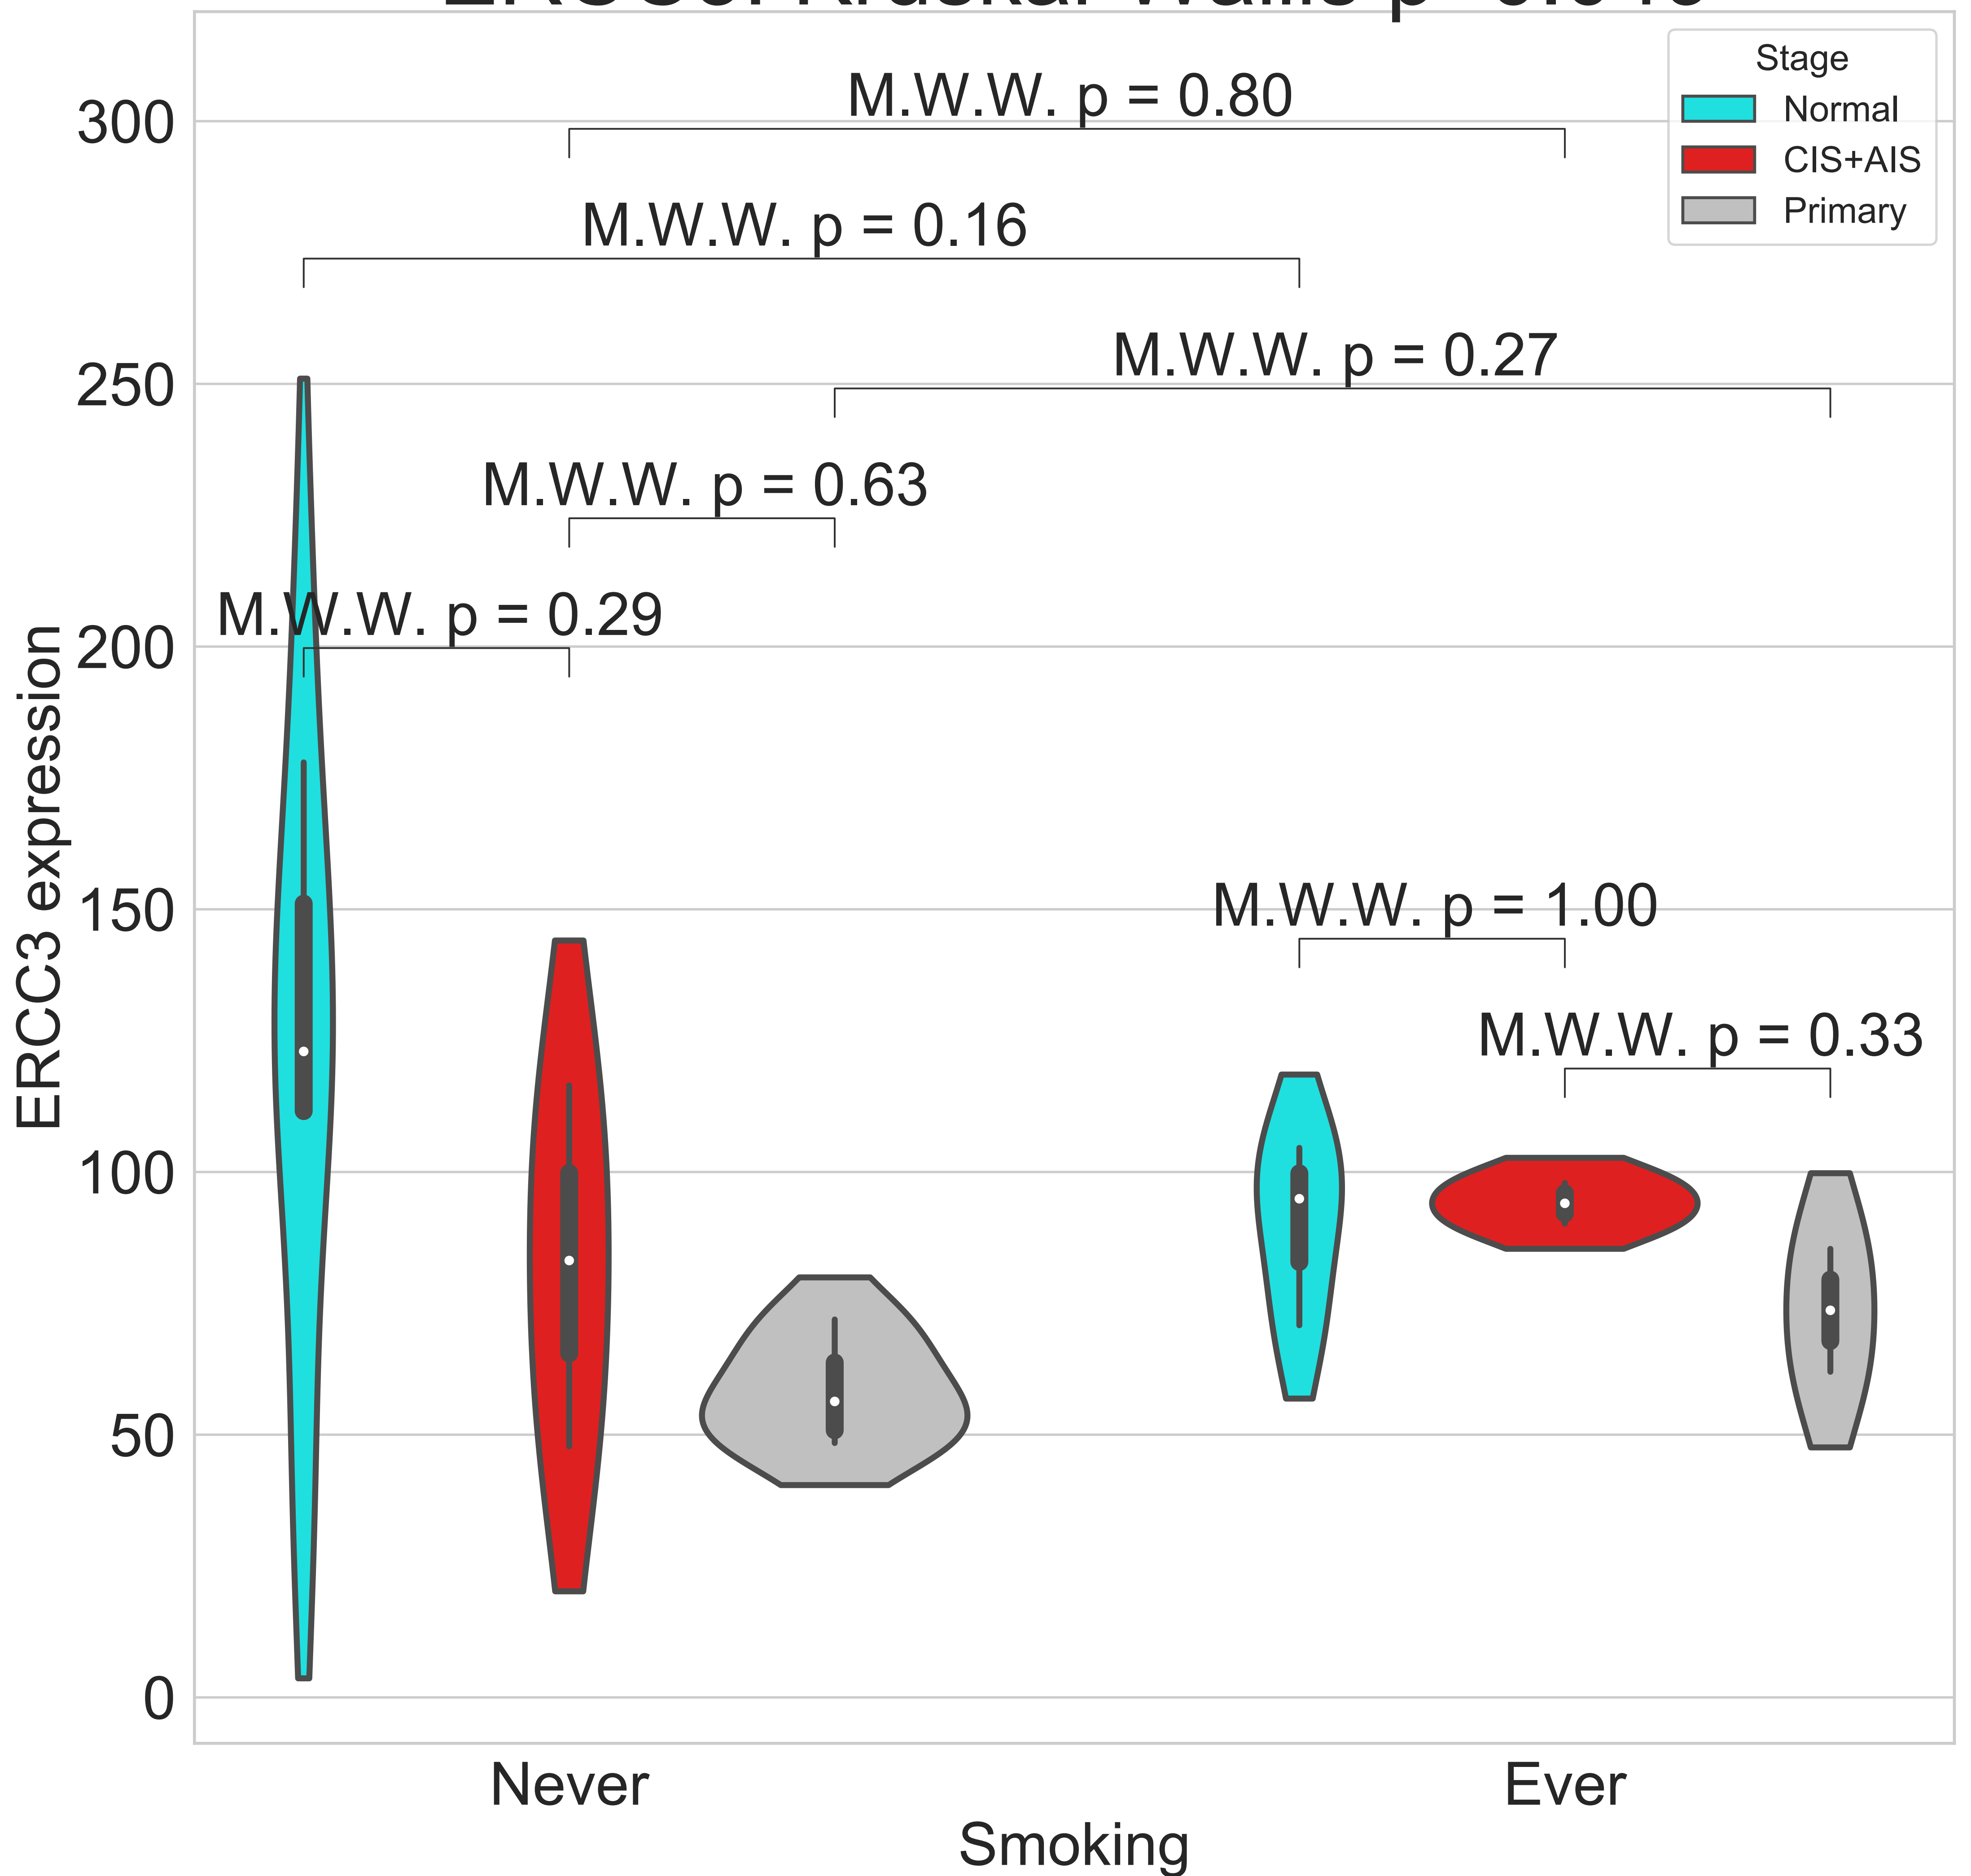 Stage
Normal
CIS+AIS
Primary
M.W.W. p = 0.80
M.W.W. p = 0.16
M.W.W. p = 0.27
M.W.W. p = 0.63
M.W.W. p = 0.29
M.W.W. p = 1.00
M.W.W. p = 0.33
300
250
200
150
100
50
0
ERCC3 expression
Never
Ever
Smoking